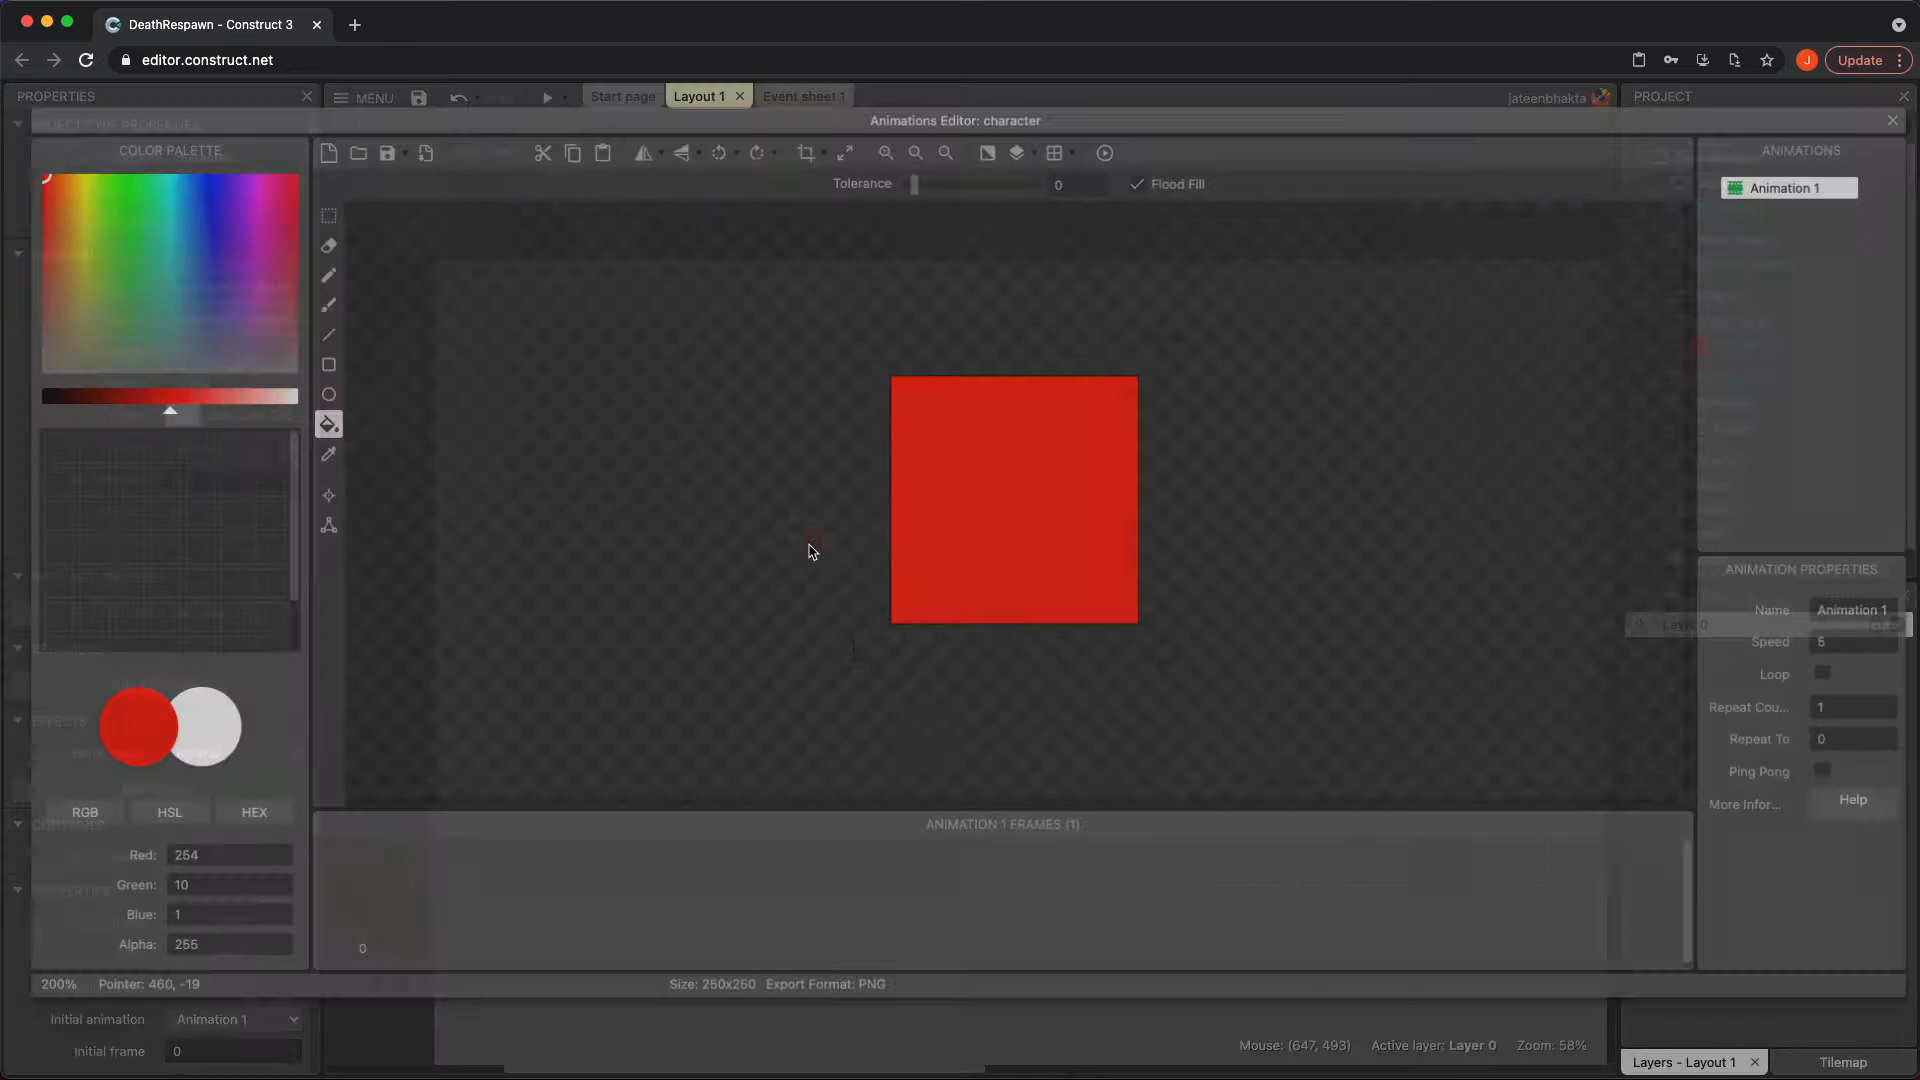 DeathRespawn - Construct 3
editor.construct.net
J
Update
PROPERTIES
MENU
Start page
Layout 1
Event sheet 1
jateenbhakta
PROJECT
Animations Editor: character
COLOR PALETTE
ANIMATIONS
Tolerance
0
Flood Fill
Animation 1
ANIMATION PROPERTIES
Name
Animation 1
Layer 0
Speed
5
Loop
Repeat Cou...
1
EFFECTS
Repeat To
0
Ping Pong
More Infor...
Help
RGB
HSL
HEX
ANIMATION 1 FRAMES (1)
Red:
254
Green:
10
Blue:
1
Alpha:
255
0
200%
Pointer: 460, -19
Size: 250x250
Export Format: PNG
Initial animation
Animation 1
Initial frame
0
Mouse: (647, 493)
Active layer: Layer 0
Zoom: 58%
Layers - Layout 1
Tilemap